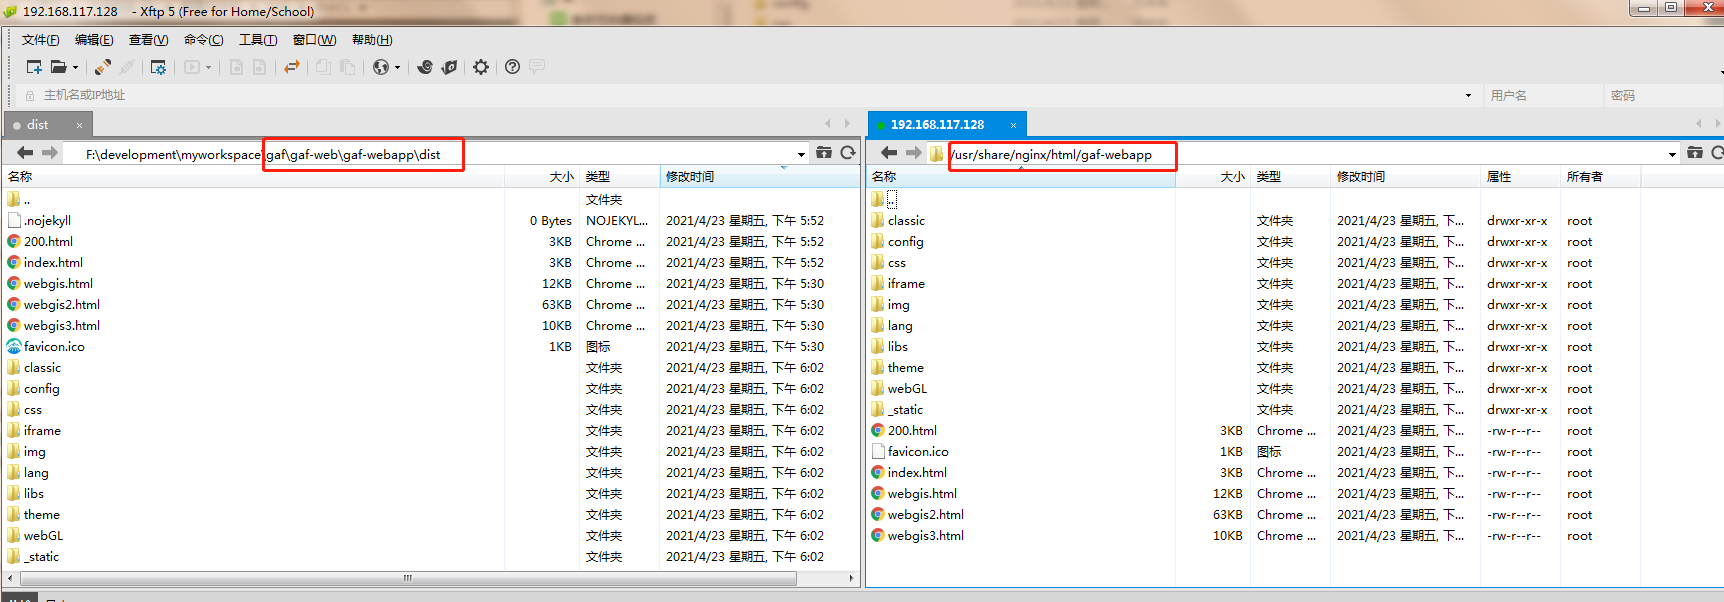 192.168.117.128 - Xftp 5 (Free for Home/School)
文件(F) 编辑(E) 查看(V) 命令(C) 工具(T) 窗口(W) 帮助(H)
主机名或IP地址 用户名 密码
dist × 192.168.117.128 ×
F:\development\myworkspace\gaf\gaf-web\gaf-webapp\dist /usr/share/nginx/html/gaf-webapp
名称 大小 类型 修改时间
.. 文件夹
.nojekyll 0 Bytes NOJEKYL... 2021/4/23 星期五, 下午 5:52
200.html 3KB Chrome ... 2021/4/23 星期五, 下午 5:52
index.html 3KB Chrome ... 2021/4/23 星期五, 下午 5:52
webgis.html 12KB Chrome ... 2021/4/23 星期五, 下午 5:30
webgis2.html 63KB Chrome ... 2021/4/23 星期五, 下午 5:30
webgis3.html 10KB Chrome ... 2021/4/23 星期五, 下午 5:30
favicon.ico 1KB 图标 2021/4/23 星期五, 下午 5:30
classic 文件夹 2021/4/23 星期五, 下午 6:02
config 文件夹 2021/4/23 星期五, 下午 6:02
css 文件夹 2021/4/23 星期五, 下午 6:02
iframe 文件夹 2021/4/23 星期五, 下午 6:02
img 文件夹 2021/4/23 星期五, 下午 6:02
lang 文件夹 2021/4/23 星期五, 下午 6:02
libs 文件夹 2021/4/23 星期五, 下午 6:02
theme 文件夹 2021/4/23 星期五, 下午 6:02
webGL 文件夹 2021/4/23 星期五, 下午 6:02
_static 文件夹 2021/4/23 星期五, 下午 6:02
名称 大小 类型 修改时间 属性 所有者
..
classic 文件夹 2021/4/23 星期五, 下... drwxr-xr-x root
config 文件夹 2021/4/23 星期五, 下... drwxr-xr-x root
css 文件夹 2021/4/23 星期五, 下... drwxr-xr-x root
iframe 文件夹 2021/4/23 星期五, 下... drwxr-xr-x root
img 文件夹 2021/4/23 星期五, 下... drwxr-xr-x root
lang 文件夹 2021/4/23 星期五, 下... drwxr-xr-x root
libs 文件夹 2021/4/23 星期五, 下... drwxr-xr-x root
theme 文件夹 2021/4/23 星期五, 下... drwxr-xr-x root
webGL 文件夹 2021/4/23 星期五, 下... drwxr-xr-x root
_static 文件夹 2021/4/23 星期五, 下... drwxr-xr-x root
200.html 3KB Chrome ... 2021/4/23 星期五, 下... -rw-r--r-- root
favicon.ico 1KB 图标 2021/4/23 星期五, 下... -rw-r--r-- root
index.html 3KB Chrome ... 2021/4/23 星期五, 下... -rw-r--r-- root
webgis.html 12KB Chrome ... 2021/4/23 星期五, 下... -rw-r--r-- root
webgis2.html 63KB Chrome ... 2021/4/23 星期五, 下... -rw-r--r-- root
webgis3.html 10KB Chrome ... 2021/4/23 星期五, 下... -rw-r--r-- root